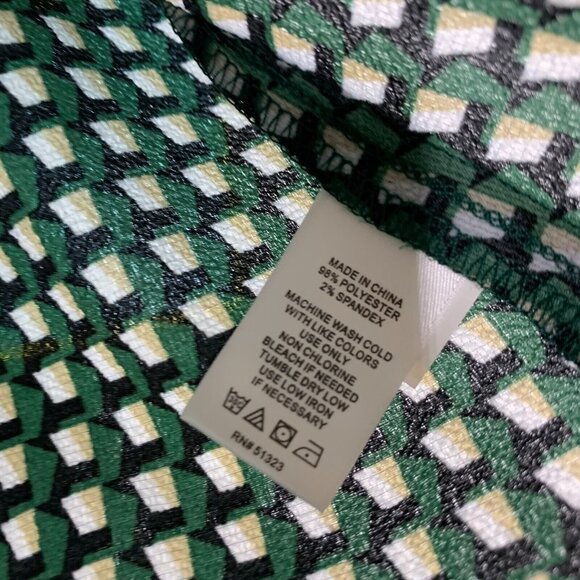 MADE IN CHINA
98% POLYESTER
2% SPANDEX
MACHINE WASH COLD
WITH LIKE COLORS
USE ONLY
NON CHLORINE
BLEACH IF NEEDED
TUMBLE DRY LOW
USE LOW IRON
IF NECESSARY
RN# 51323